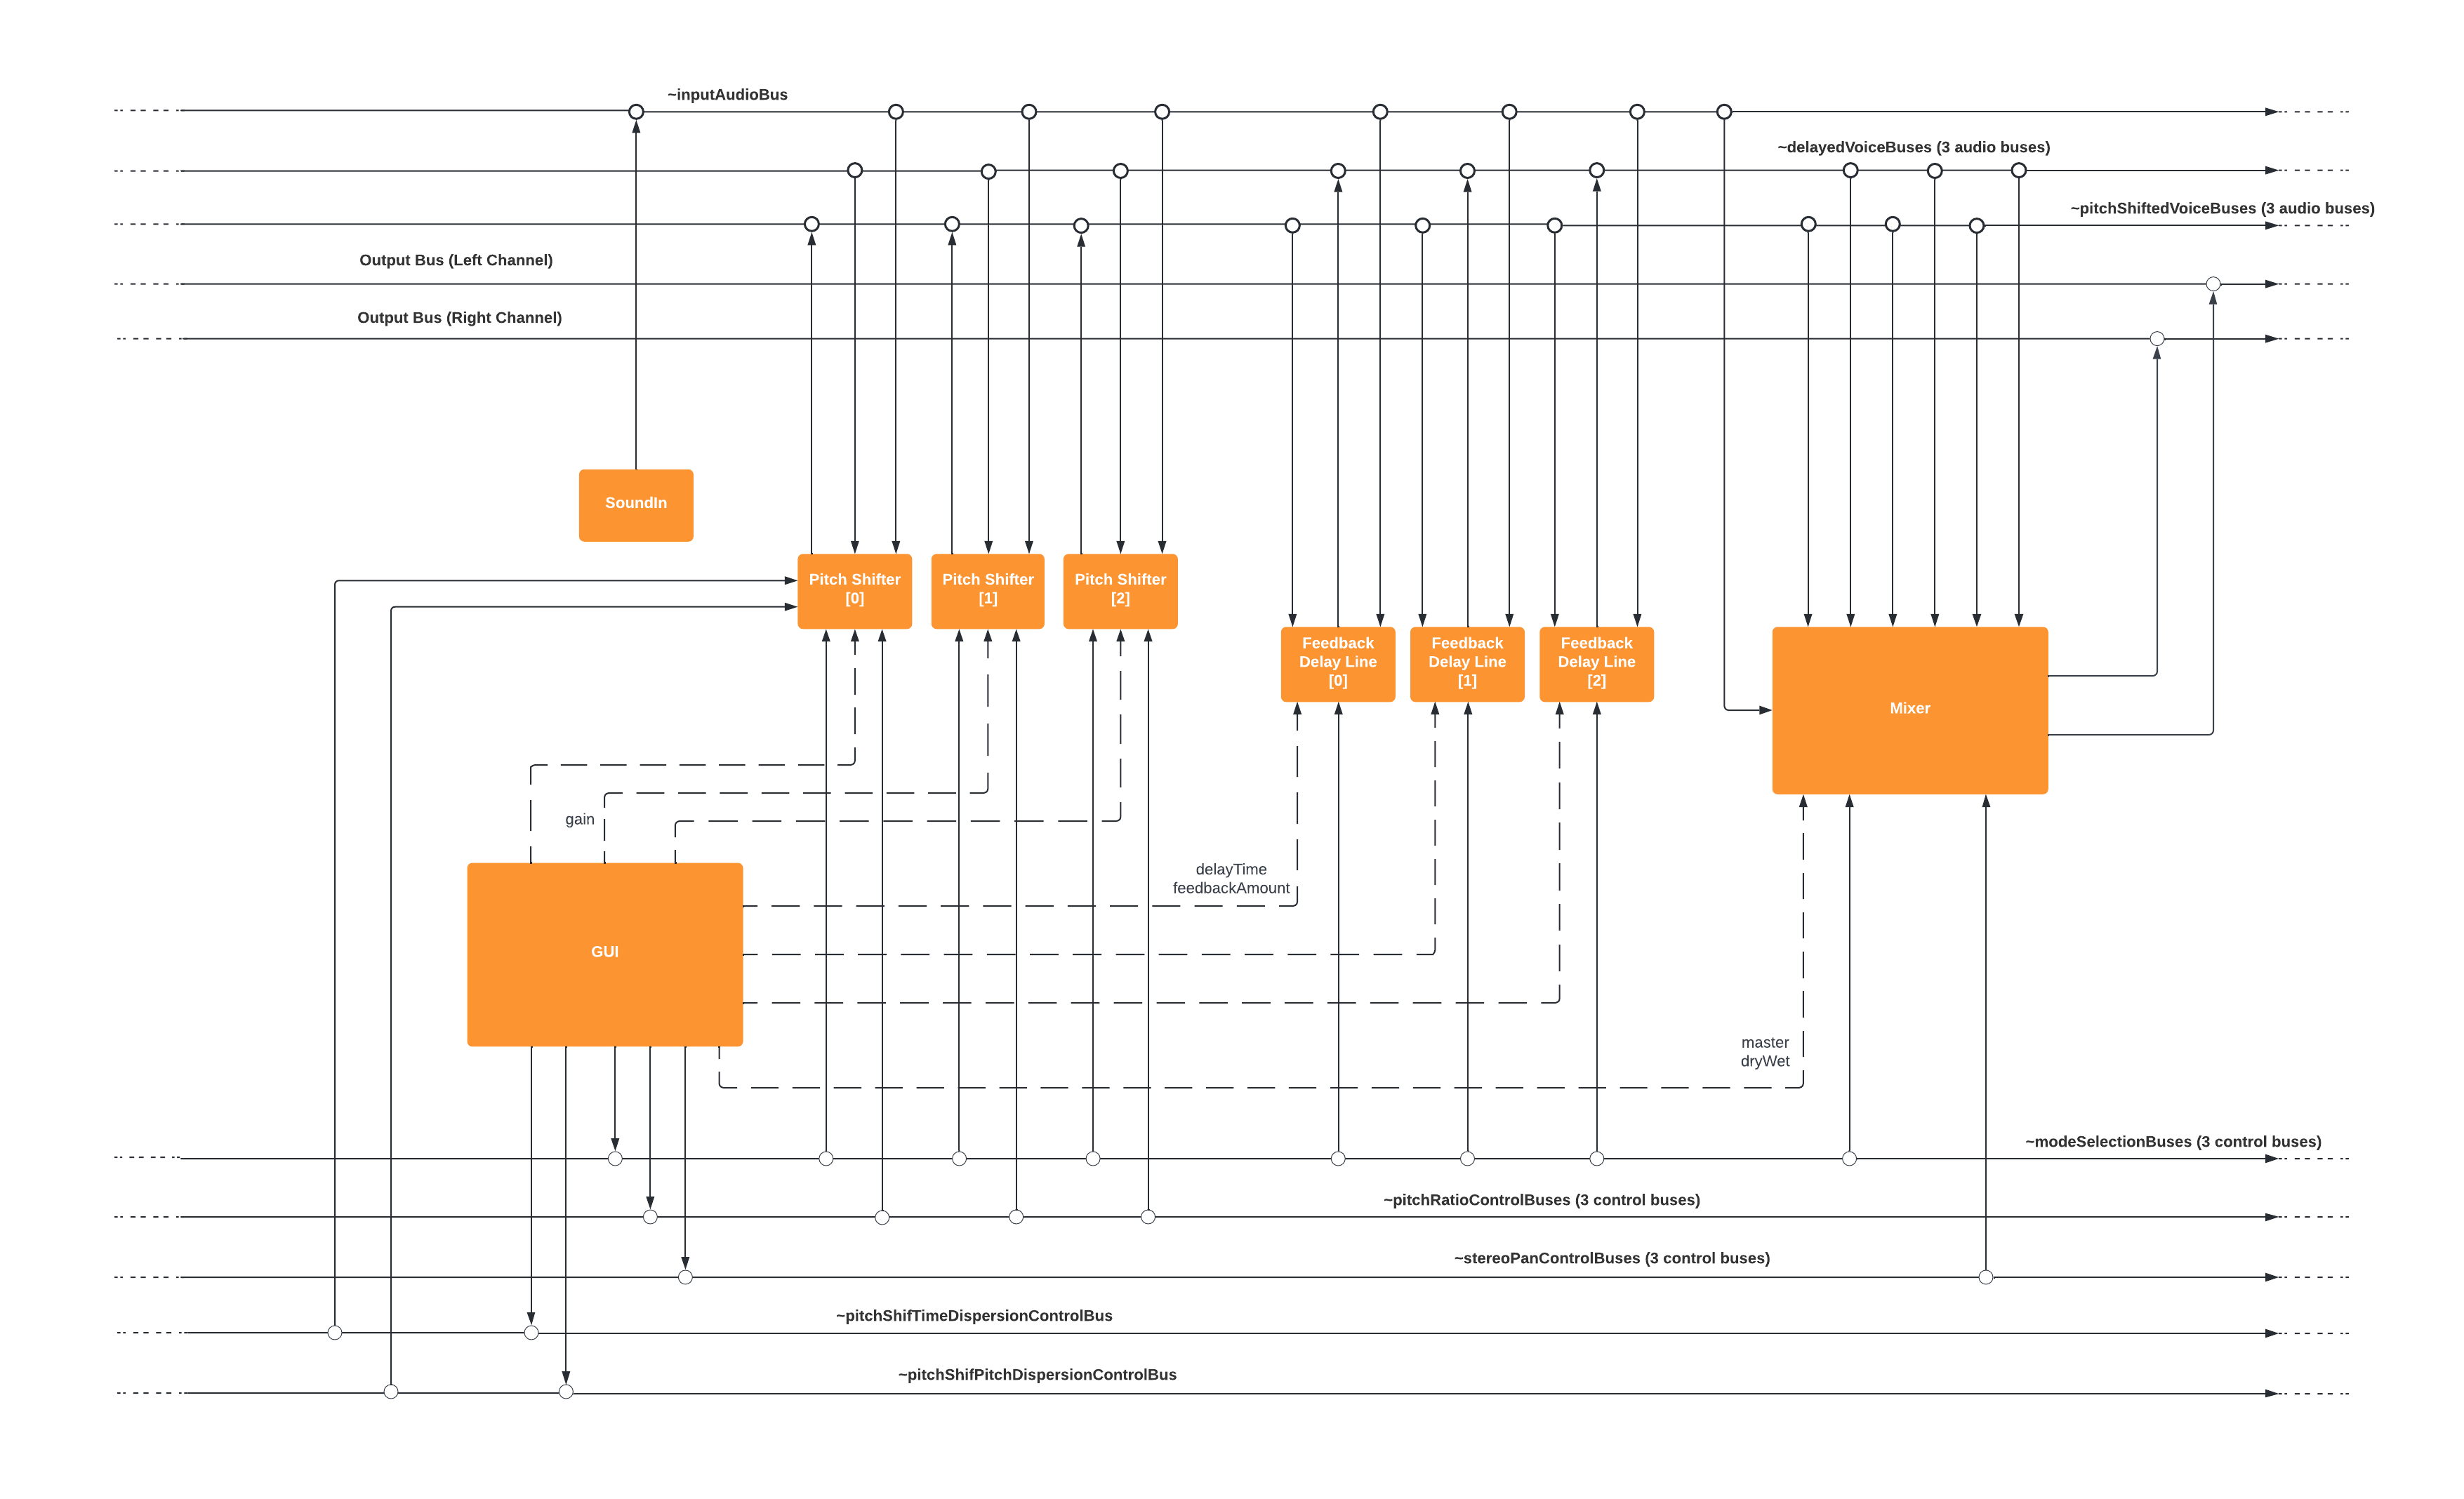 ~inputAudioBus
~delayedVoiceBuses (3 audio buses)
~pitchShiftedVoiceBuses (3 audio buses)
Output Bus (Left Channel)
Output Bus (Right Channel)
SoundIn
Pitch Shifter
[0]
Pitch Shifter
[1]
Pitch Shifter
[2]
Feedback
Delay Line
[0]
Feedback
Delay Line
[1]
Feedback
Delay Line
[2]
Mixer
gain
delayTime
feedbackAmount
GUI
master
dryWet
~modeSelectionBuses (3 control buses)
~pitchRatioControlBuses (3 control buses)
~stereoPanControlBuses (3 control buses)
~pitchShifTimeDispersionControlBus
~pitchShifPitchDispersionControlBus